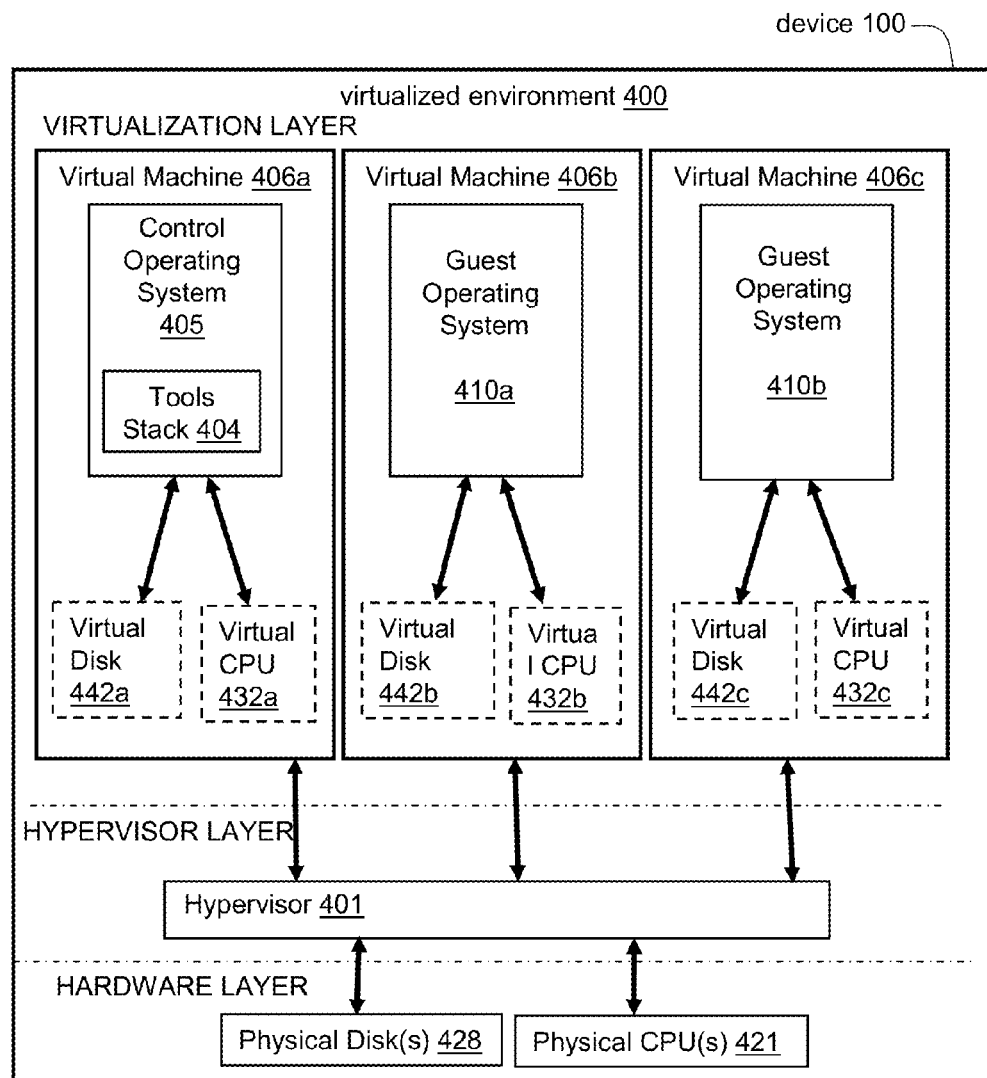 device 100
virtualized environment 400
VIRTUALIZATION LAYER
Virtual Machine 406a
Control
Operating
System
405
Tools
Stack 404
Virtual
Disk
442a
Virtual
CPU
432a
Virtual Machine 406b
Guest
Operating
System
410a
Virtual
Disk
442b
Virtua
l CPU
432b
Virtual Machine 406c
Guest
Operating
System
410b
Virtual
Disk
442c
Virtual
CPU
432c
HYPERVISOR LAYER
Hypervisor 401
HARDWARE LAYER
Physical Disk(s) 428
Physical CPU(s) 421